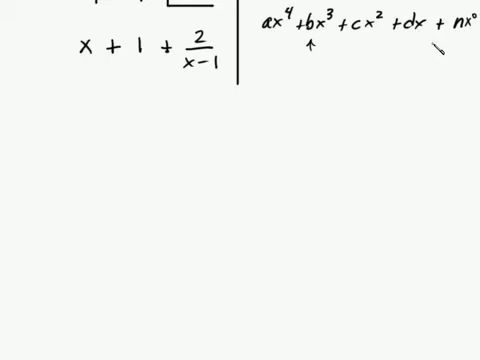 x + 1 + 2/(x-1)
ax⁴ + bx³ + cx² + dx + nx⁰